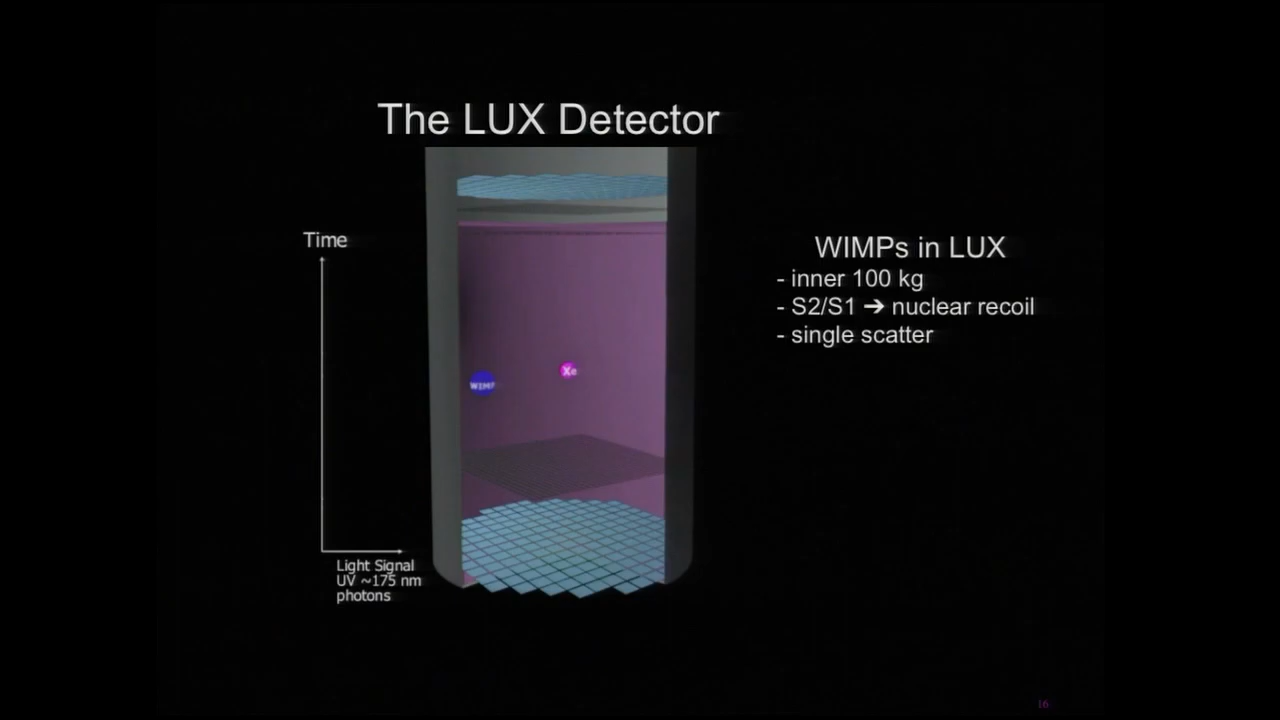 The LUX Detector
Time
WIMPs in LUX
- inner 100 kg
- S2/S1 ➔ nuclear recoil
- single scatter
WIMP
Xe
Light Signal
UV ~175 nm
photons
16